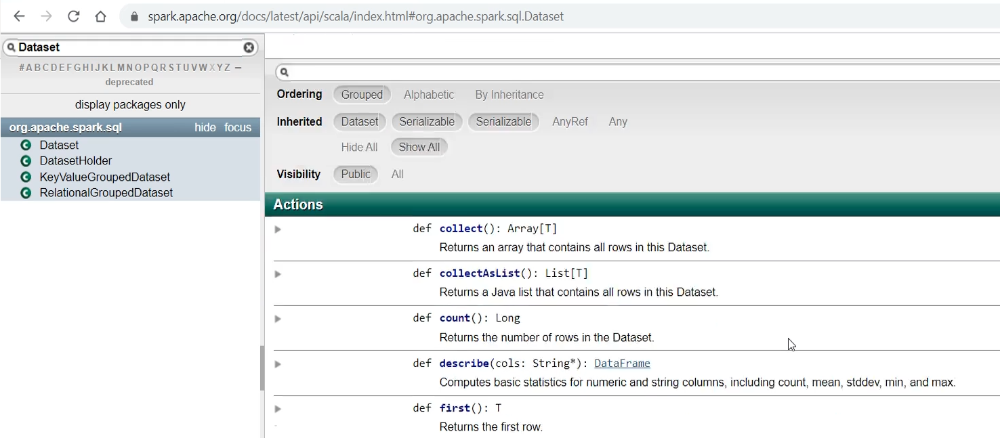 spark.apache.org/docs/latest/api/scala/index.html#org.apache.spark.sql.Dataset
Dataset
#ABCDEFGHIJKLMNOPQRSTUVWXYZ –
deprecated
display packages only
org.apache.spark.sql hide focus
Dataset
DatasetHolder
KeyValueGroupedDataset
RelationalGroupedDataset
Ordering Grouped Alphabetic By Inheritance
Inherited Dataset Serializable Serializable AnyRef Any
Hide All Show All
Visibility Public All
Actions
def collect(): Array[T]
Returns an array that contains all rows in this Dataset.
def collectAsList(): List[T]
Returns a Java list that contains all rows in this Dataset.
def count(): Long
Returns the number of rows in the Dataset.
def describe(cols: String*): DataFrame
Computes basic statistics for numeric and string columns, including count, mean, stddev, min, and max.
def first(): T
Returns the first row.